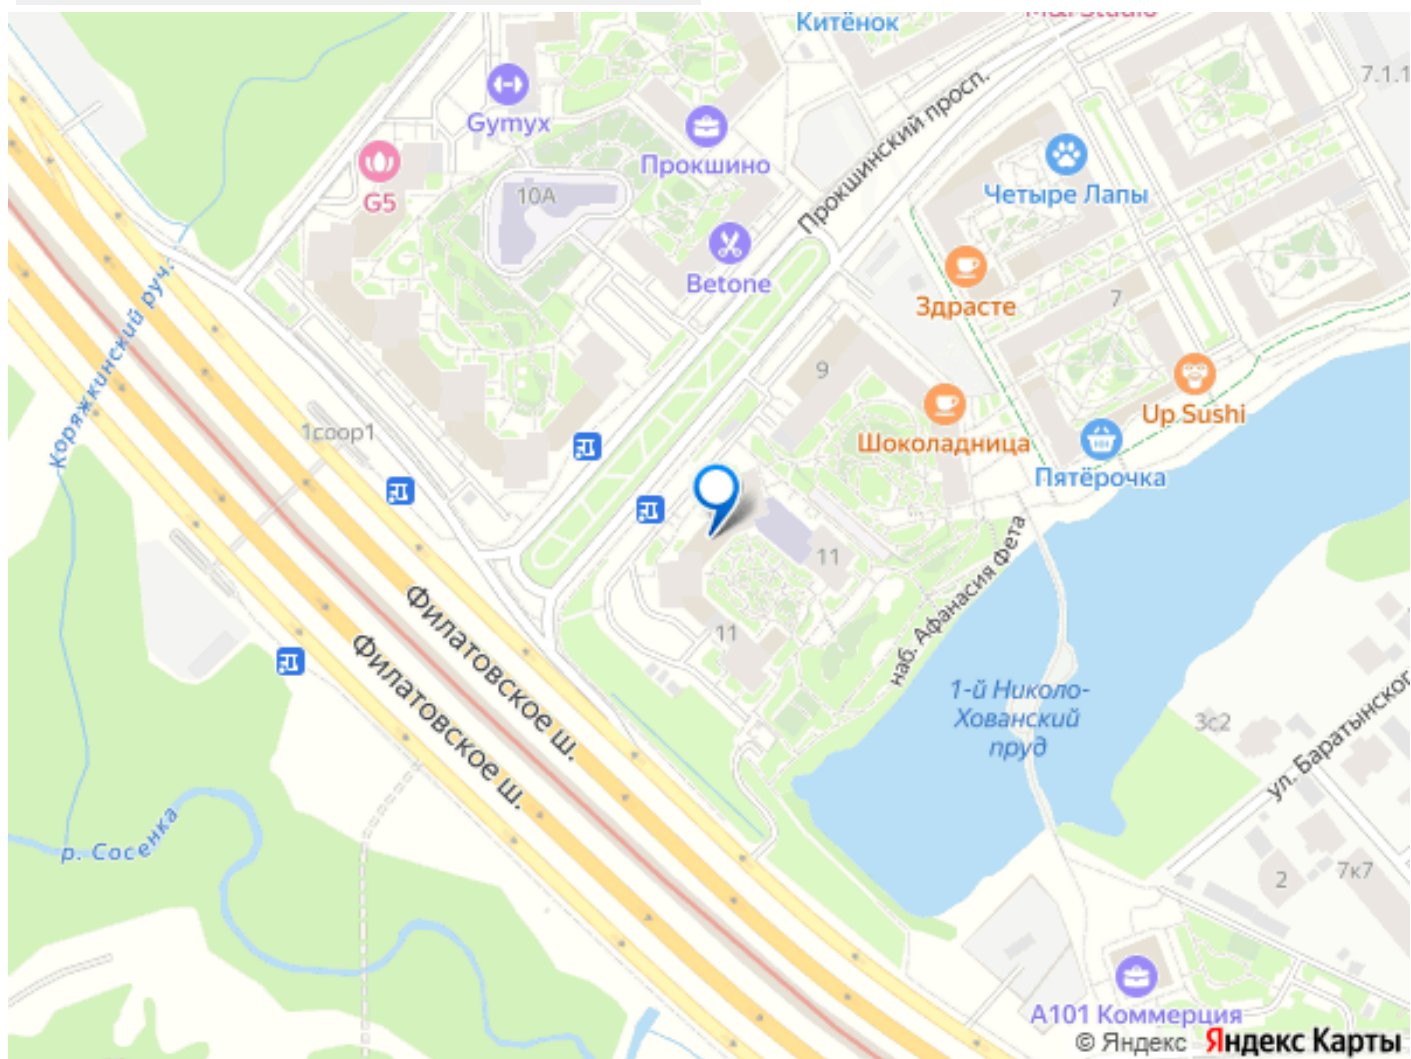 Китёнок
M&I Studio
7.1.1
Gymyx
Прокшино
Прокшинский просп.
Четыре Лапы
G5
10А
Betone
Здрасте
7
Коряжкинский руч.
9
Up Sushi
1соор1
Шоколадница
Пятёрочка
11
наб. Афанасия Фета
Филатовское ш.
Филатовское ш.
11
1-й Николо-
Хованский
пруд
3с2
ул. Баратынского
р. Сосенка
2
7к7
А101 Коммерция
© Яндекс Яндекс Карты